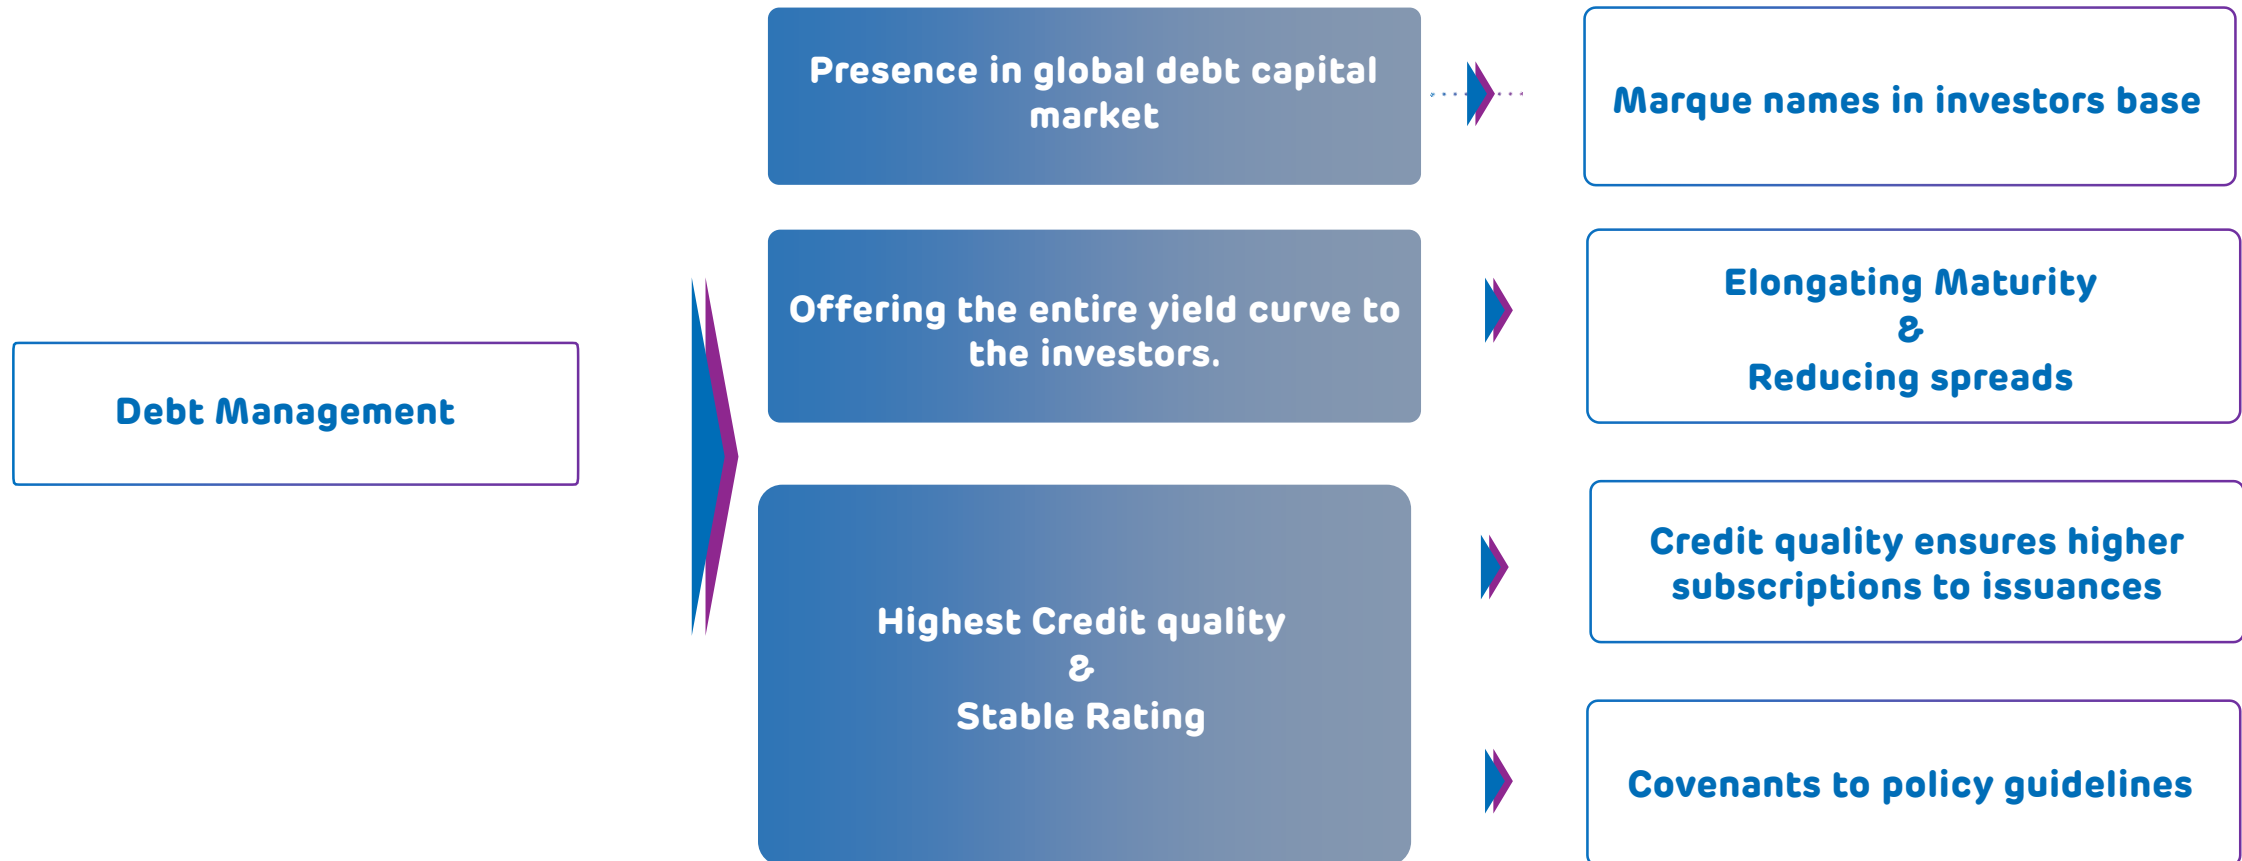 Debt Management
Presence in global debt capital
market
Marque names in investors base
Offering the entire yield curve to
the investors.
Elongating Maturity
&
Reducing spreads
Highest Credit quality
&
Stable Rating
Credit quality ensures higher
subscriptions to issuances
Covenants to policy guidelines